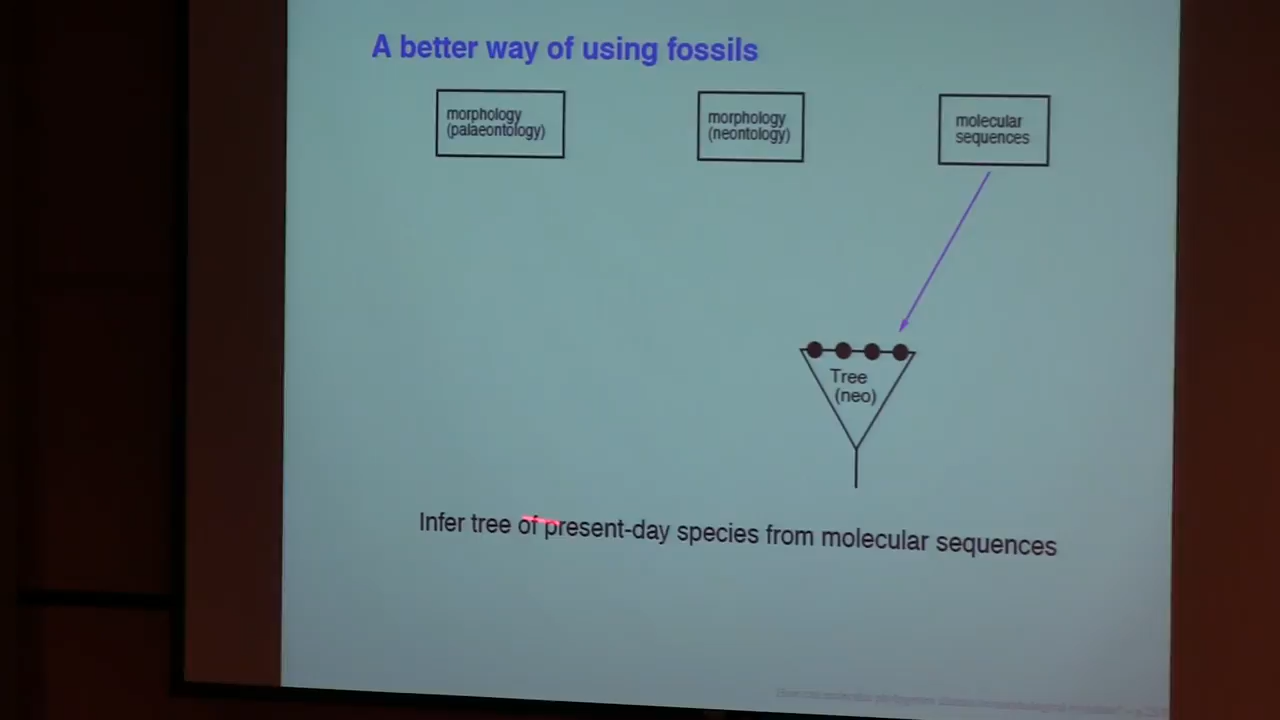 A better way of using fossils
morphology
(palaeontology)
morphology
(neontology)
molecular
sequences
Tree
(neo)
Infer tree of present-day species from molecular sequences